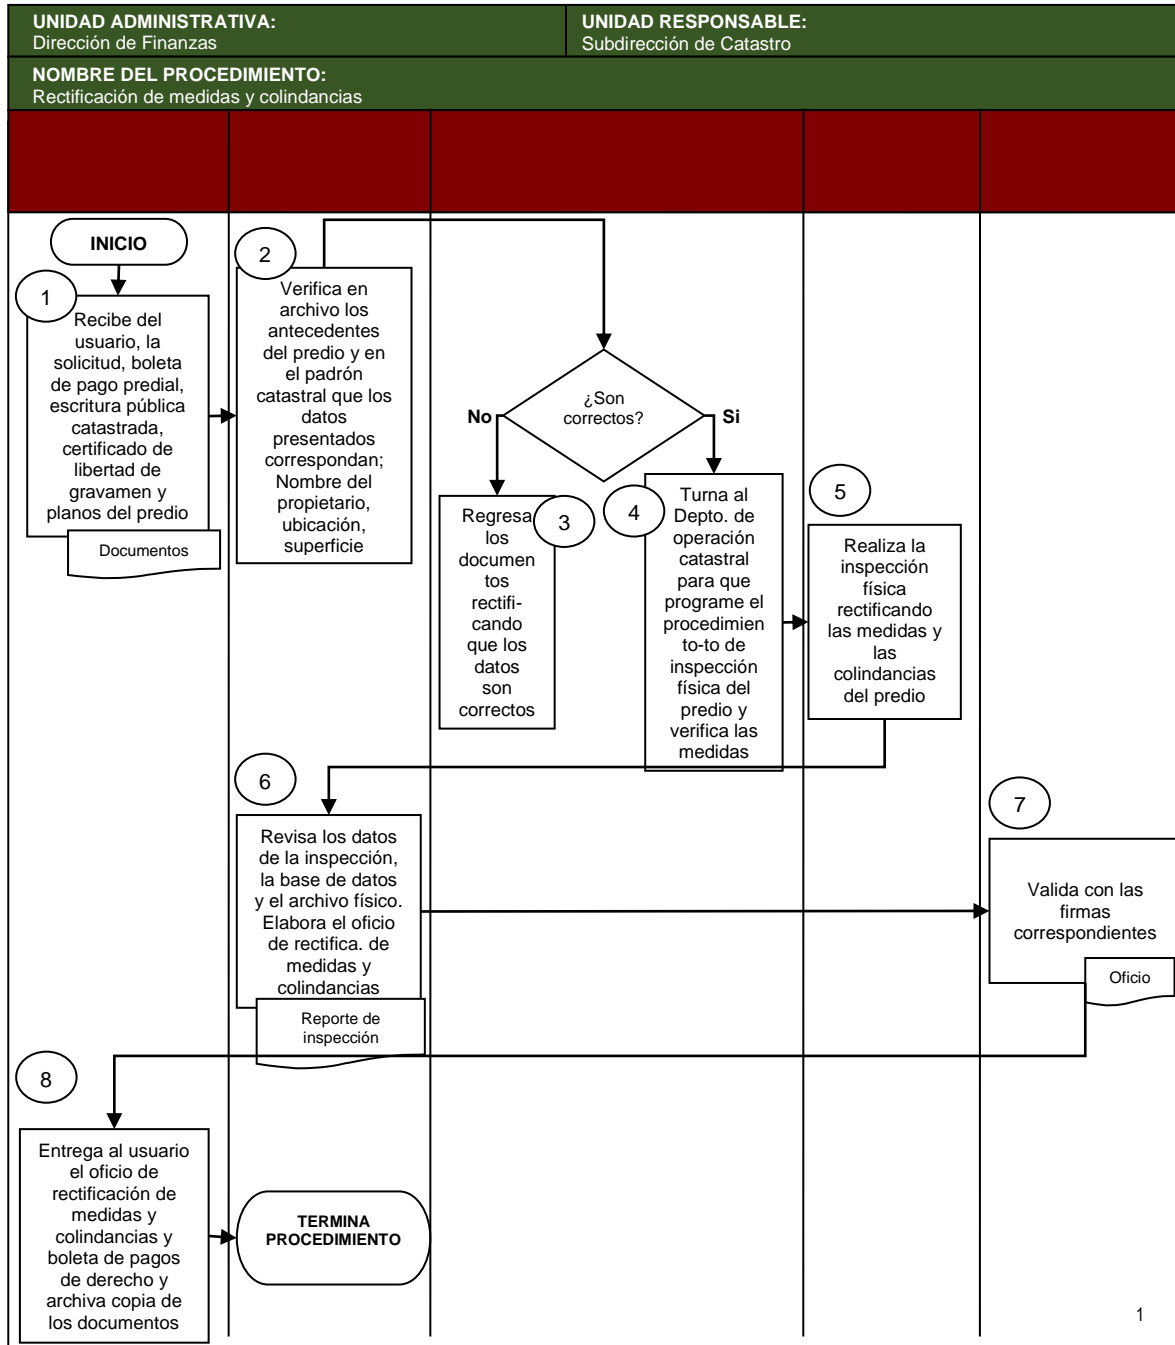 UNIDAD ADMINISTRATIVA:
Dirección de Finanzas
UNIDAD RESPONSABLE:
Subdirección de Catastro
NOMBRE DEL PROCEDIMIENTO:
Rectificación de medidas y colindancias
INICIO
1
Recibe del
usuario, la
solicitud, boleta
de pago predial,
escritura pública
catastrada,
certificado de
libertad de
gravamen y
planos del predio
Documentos
2
Verifica en
archivo los
antecedentes
del predio y en
el padrón
catastral que los
datos
presentados
correspondan;
Nombre del
propietario,
ubicación,
superficie
¿Son
correctos?
No
Si
3
Regresa
los
documen
tos
rectifi-
cando
que los
datos
son
correctos
4
Turna al
Depto. de
operación
catastral
para que
programe el
procedimien
to-to de
inspección
física del
predio y
verifica las
medidas
5
Realiza la
inspección
física
rectificando
las medidas y
las
colindancias
del predio
6
Revisa los datos
de la inspección,
la base de datos
y el archivo físico.
Elabora el oficio
de rectifica. de
medidas y
colindancias
Reporte de
inspección
7
Valida con las
firmas
correspondientes
Oficio
8
Entrega al usuario
el oficio de
rectificación de
medidas y
colindancias y
boleta de pagos
de derecho y
archiva copia de
los documentos
TERMINA
PROCEDIMIENTO
1